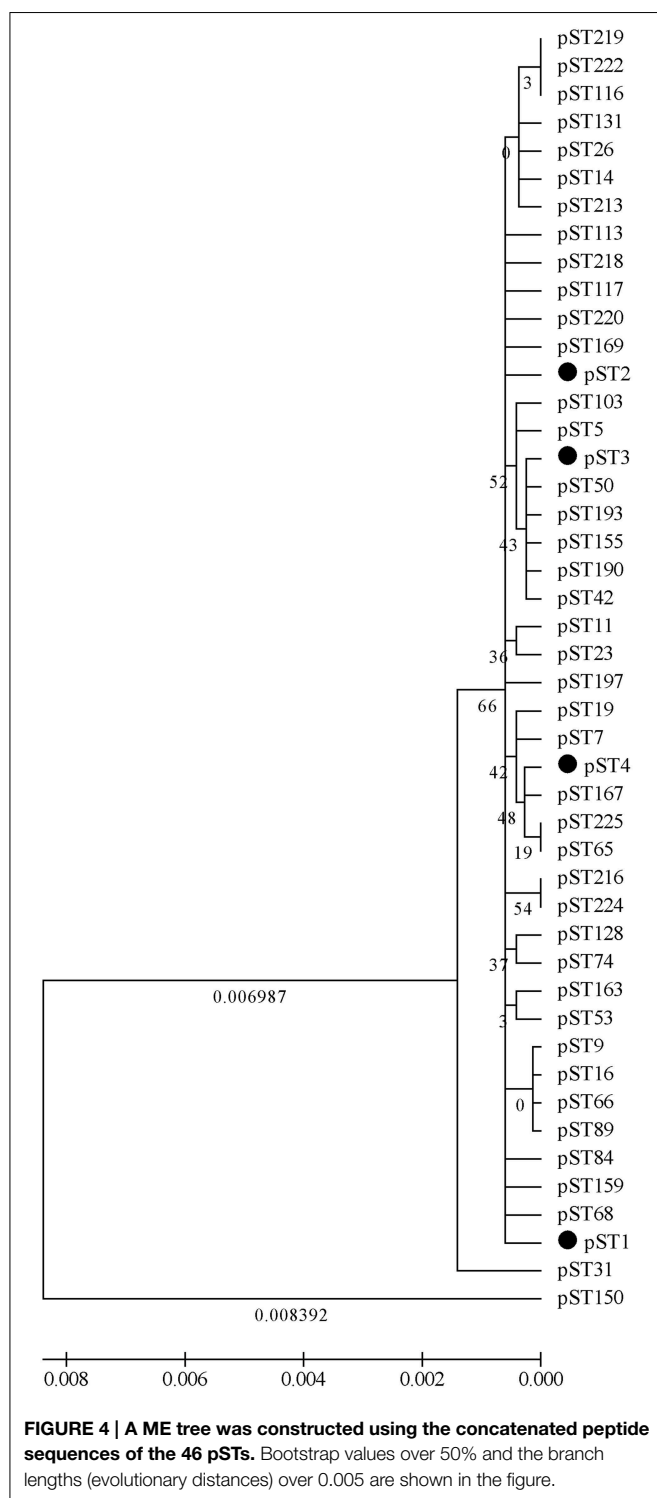 pST219
pST222
3
pST116
pST131
0
pST26
pST14
pST213
pST113
pST218
pST117
pST220
pST169
pST2
pST103
pST5
pST3
52
pST50
pST193
43
pST155
pST190
pST42
pST11
36
pST23
pST197
66
pST19
pST7
42
pST4
pST167
48
pST225
19
pST65
pST216
54
pST224
pST128
37
pST74
pST163
3
pST53
pST9
pST16
0
pST66
pST89
pST84
pST159
pST68
pST1
0.006987
pST31
pST150
0.008392
0.008 0.006 0.004 0.002 0.000
FIGURE 4 | A ME tree was constructed using the concatenated peptide
sequences of the 46 pSTs. Bootstrap values over 50% and the branch
lengths (evolutionary distances) over 0.005 are shown in the figure.